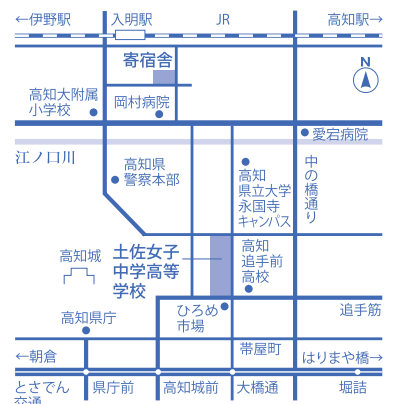 ←伊野駅
入明駅
JR
高知駅→
寄宿舎
N
高知大附属
小学校
岡村病院
愛宕病院
江ノ口川
高知県
警察本部
高知
県立大学
永国寺
キャンパス
中の橋通り
高知城
土佐女子
中学高等
学校
高知
追手前
高校
高知県庁
ひろめ
市場
追手筋
←朝倉
帯屋町
はりまや橋→
とさでん
交通
県庁前
高知城前
大橋通
堀詰